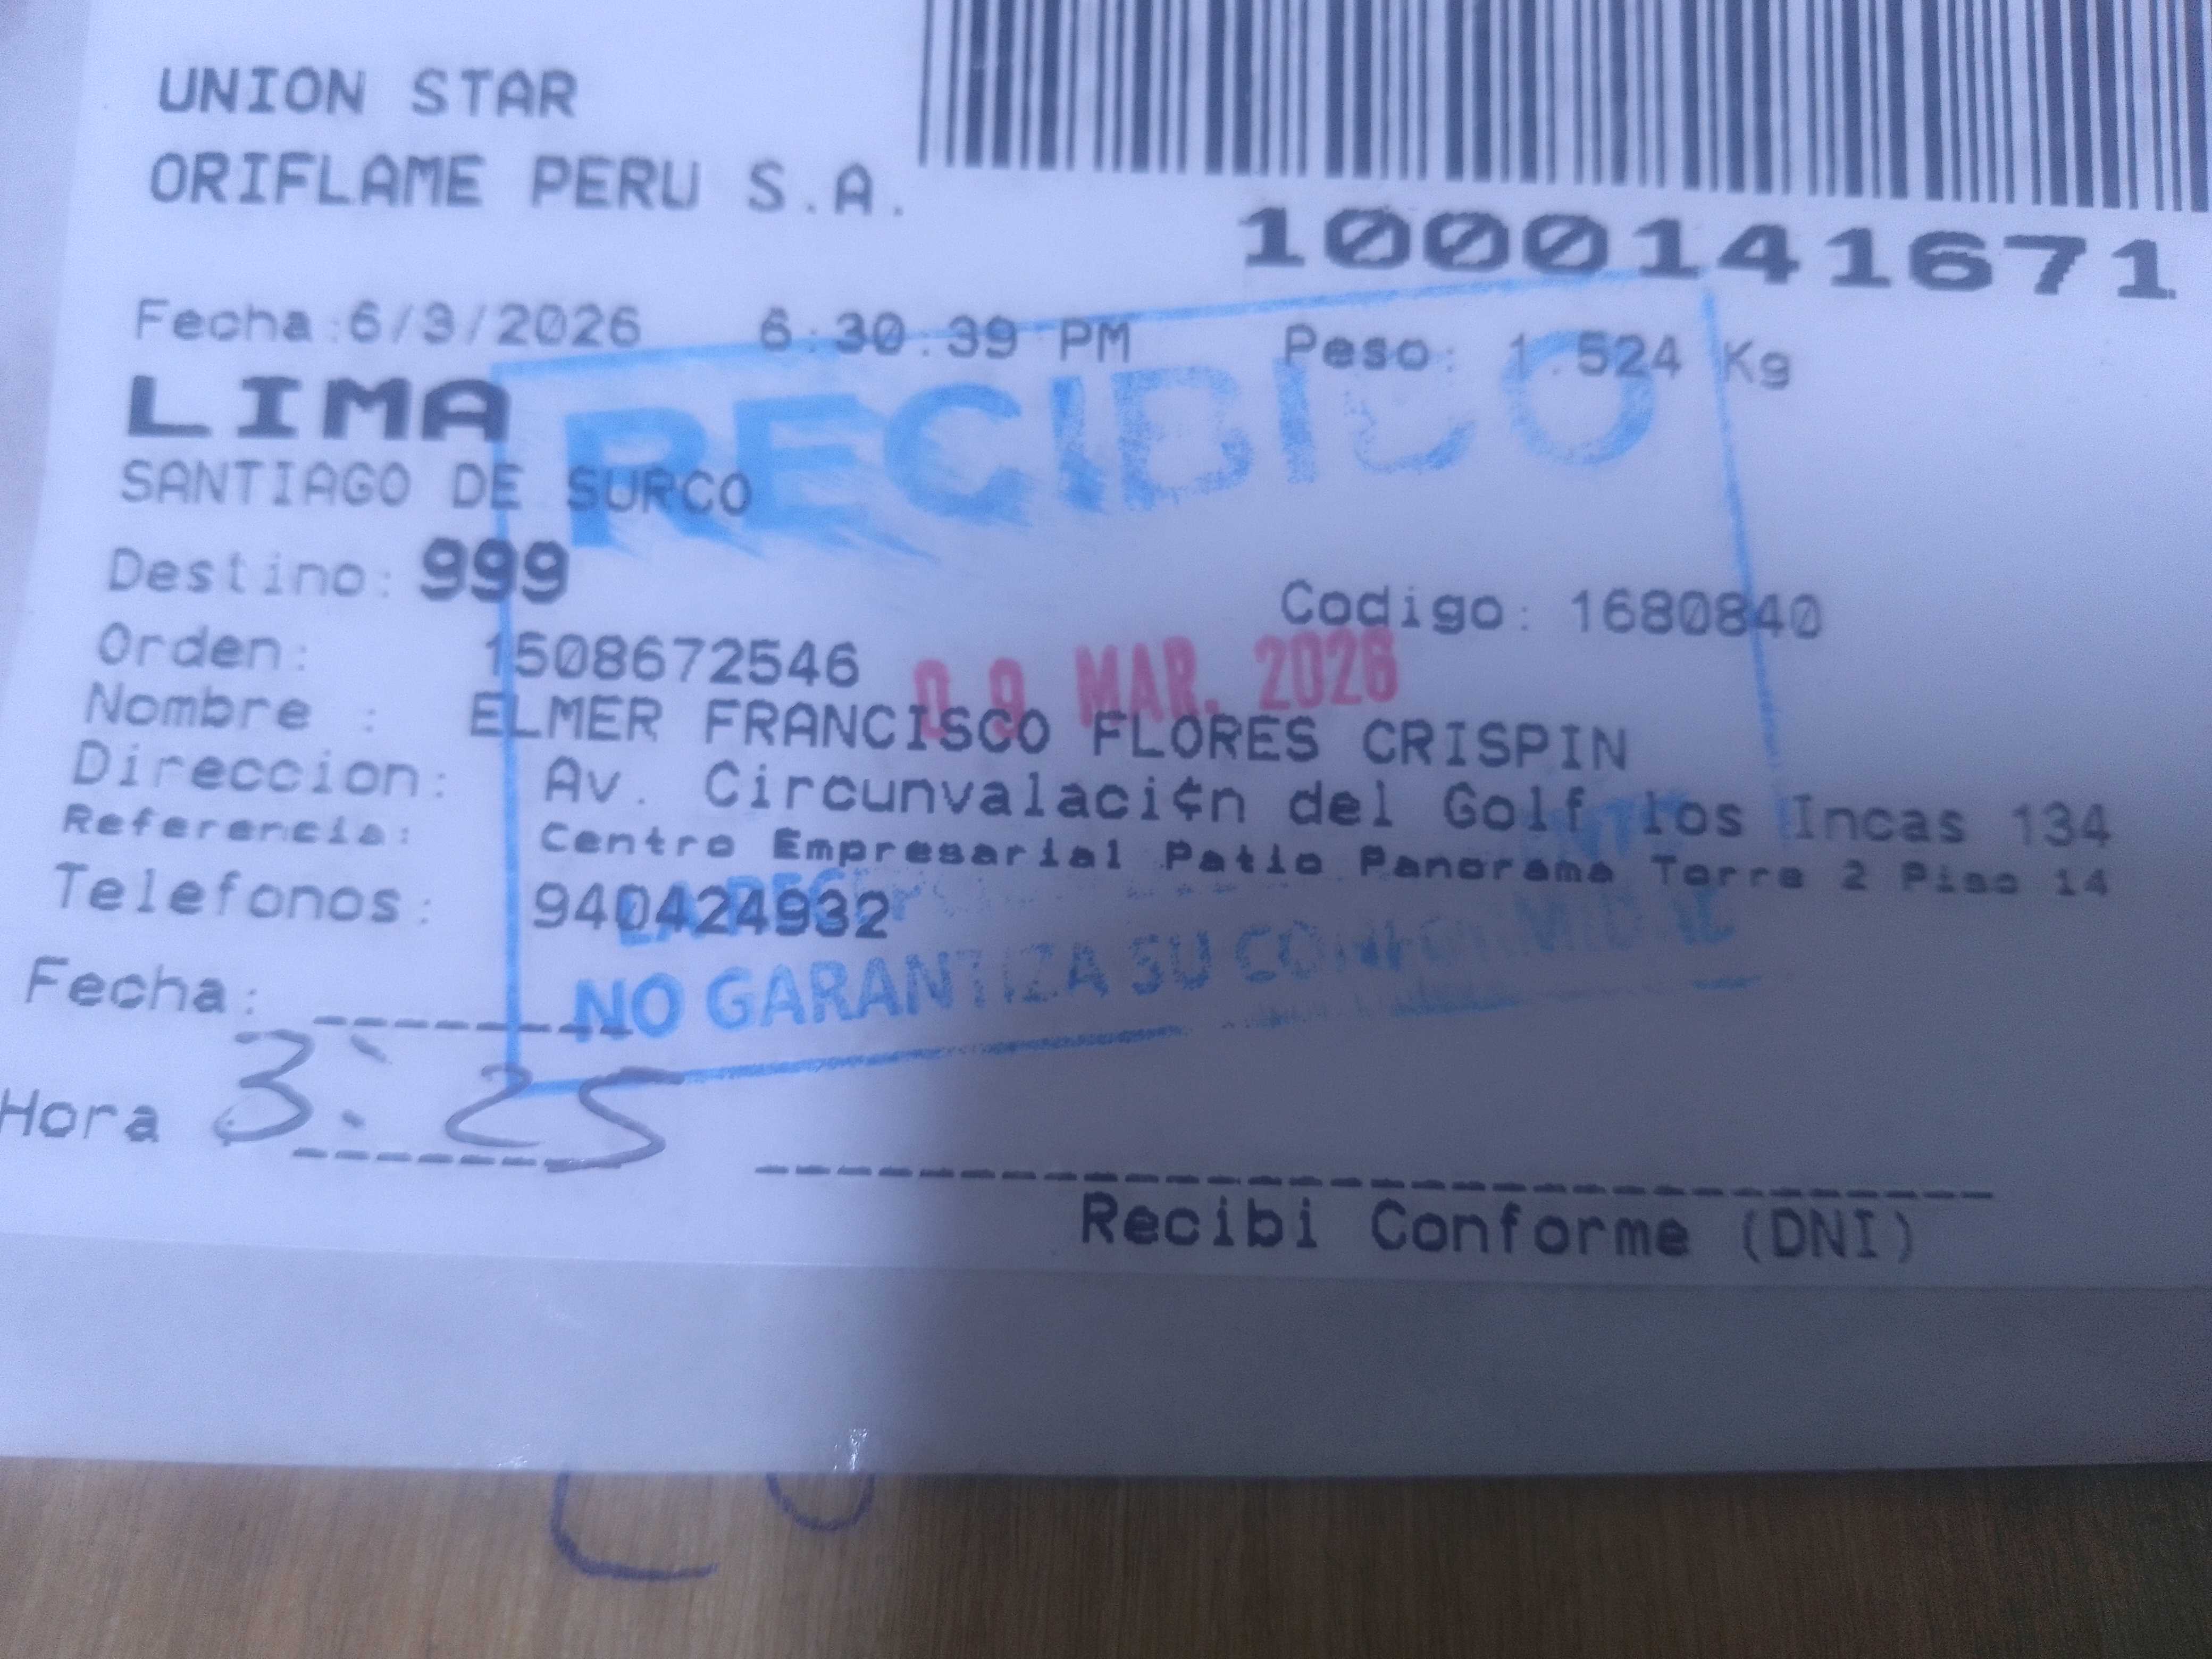 UNION STAR
ORIFLAME PERU S.A.
1000141671
Fecha:6/3/2026 6:30:39 PM Peso: 1.524 Kg
LIMA
RECIBIDO
SANTIAGO DE SURCO
Destino: 999
Codigo: 1680840
Orden: 1508672546
09 MAR. 2026
Nombre : ELMER FRANCISCO FLORES CRISPIN
Direccion: Av. Circunvalaci¢n del Golf los Incas 134
Referencia: Centro Empresarial Patio Panorama Torre 2 Piso 14
Telefonos: 940424932
NO GARANTIZA SU CONFORMIDAD
Fecha:
Hora 3:25
Recibi Conforme (DNI)